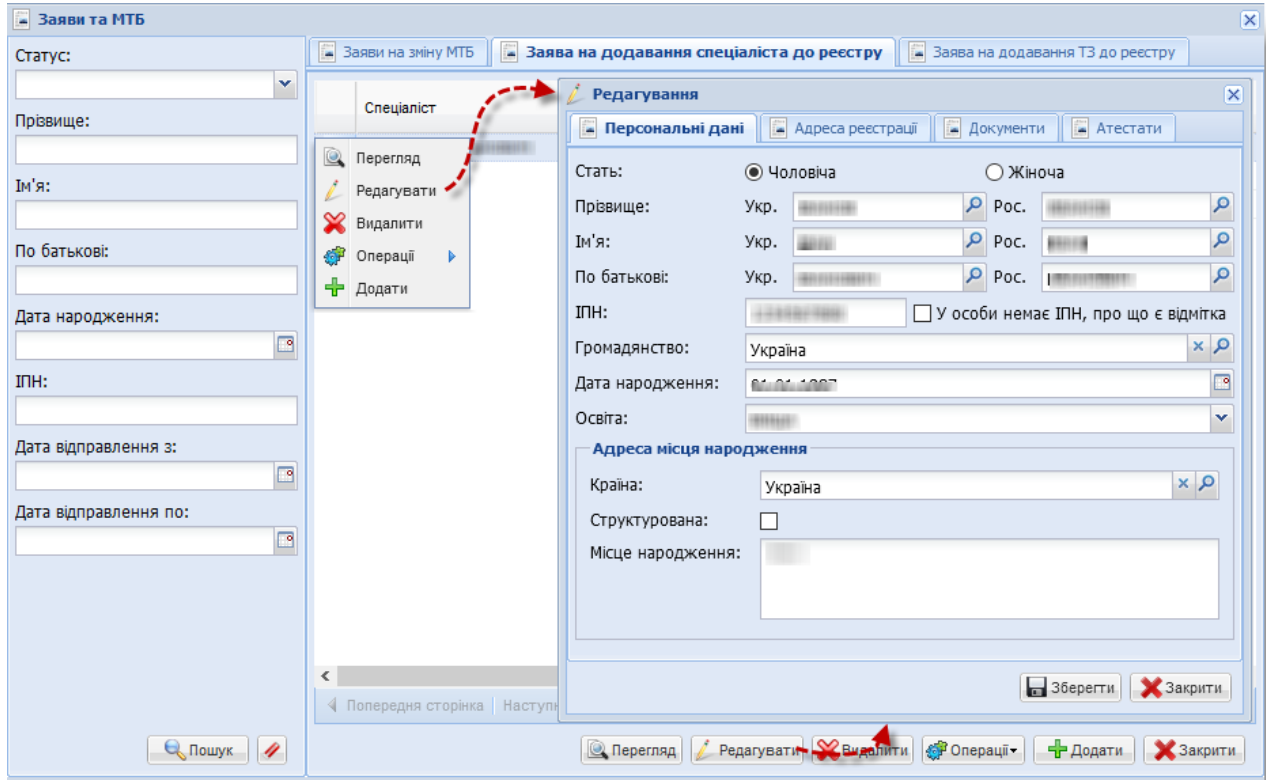 Заяви та МТБ
Статус:
Прізвище:
Ім'я:
По батькові:
Дата народження:
ІПН:
Дата відправлення з:
Дата відправлення по:
Пошук
Заяви на зміну МТБ
Заява на додавання спеціаліста до реєстру
Заява на додавання ТЗ до реєстру
Спеціаліст
Перегляд
Редагувати
Видалити
Операції
Додати
Редагування
Персональні дані
Адреса реєстрації
Документи
Атестати
Стать: Чоловіча Жіноча
Прізвище: Укр. Рос.
Ім'я: Укр. Рос.
По батькові: Укр. Рос.
ІПН: У особи немає ІПН, про що є відмітка
Громадянство: Україна
Дата народження:
Освіта:
Адреса місця народження
Країна: Україна
Структурована:
Місце народження:
Зберегти Закрити
Попередня сторінка
Перегляд Редагувати Видалити Операції Додати Закрити